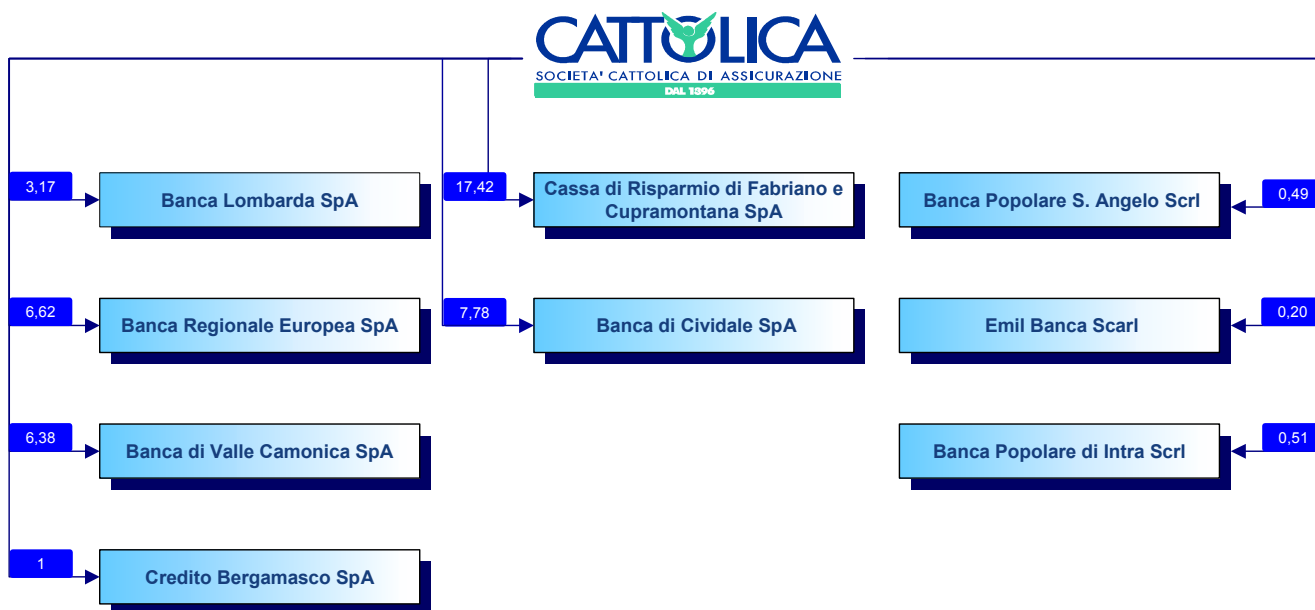 CATTOLICA
SOCIETA' CATTOLICA DI ASSICURAZIONE
DAL 1896
3,17
Banca Lombarda SpA
17,42
Cassa di Risparmio di Fabriano e
Cupramontana SpA
Banca Popolare S. Angelo Scrl
0,49
6,62
Banca Regionale Europea SpA
7,78
Banca di Cividale SpA
Emil Banca Scarl
0,20
6,38
Banca di Valle Camonica SpA
Banca Popolare di Intra Scrl
0,51
1
Credito Bergamasco SpA